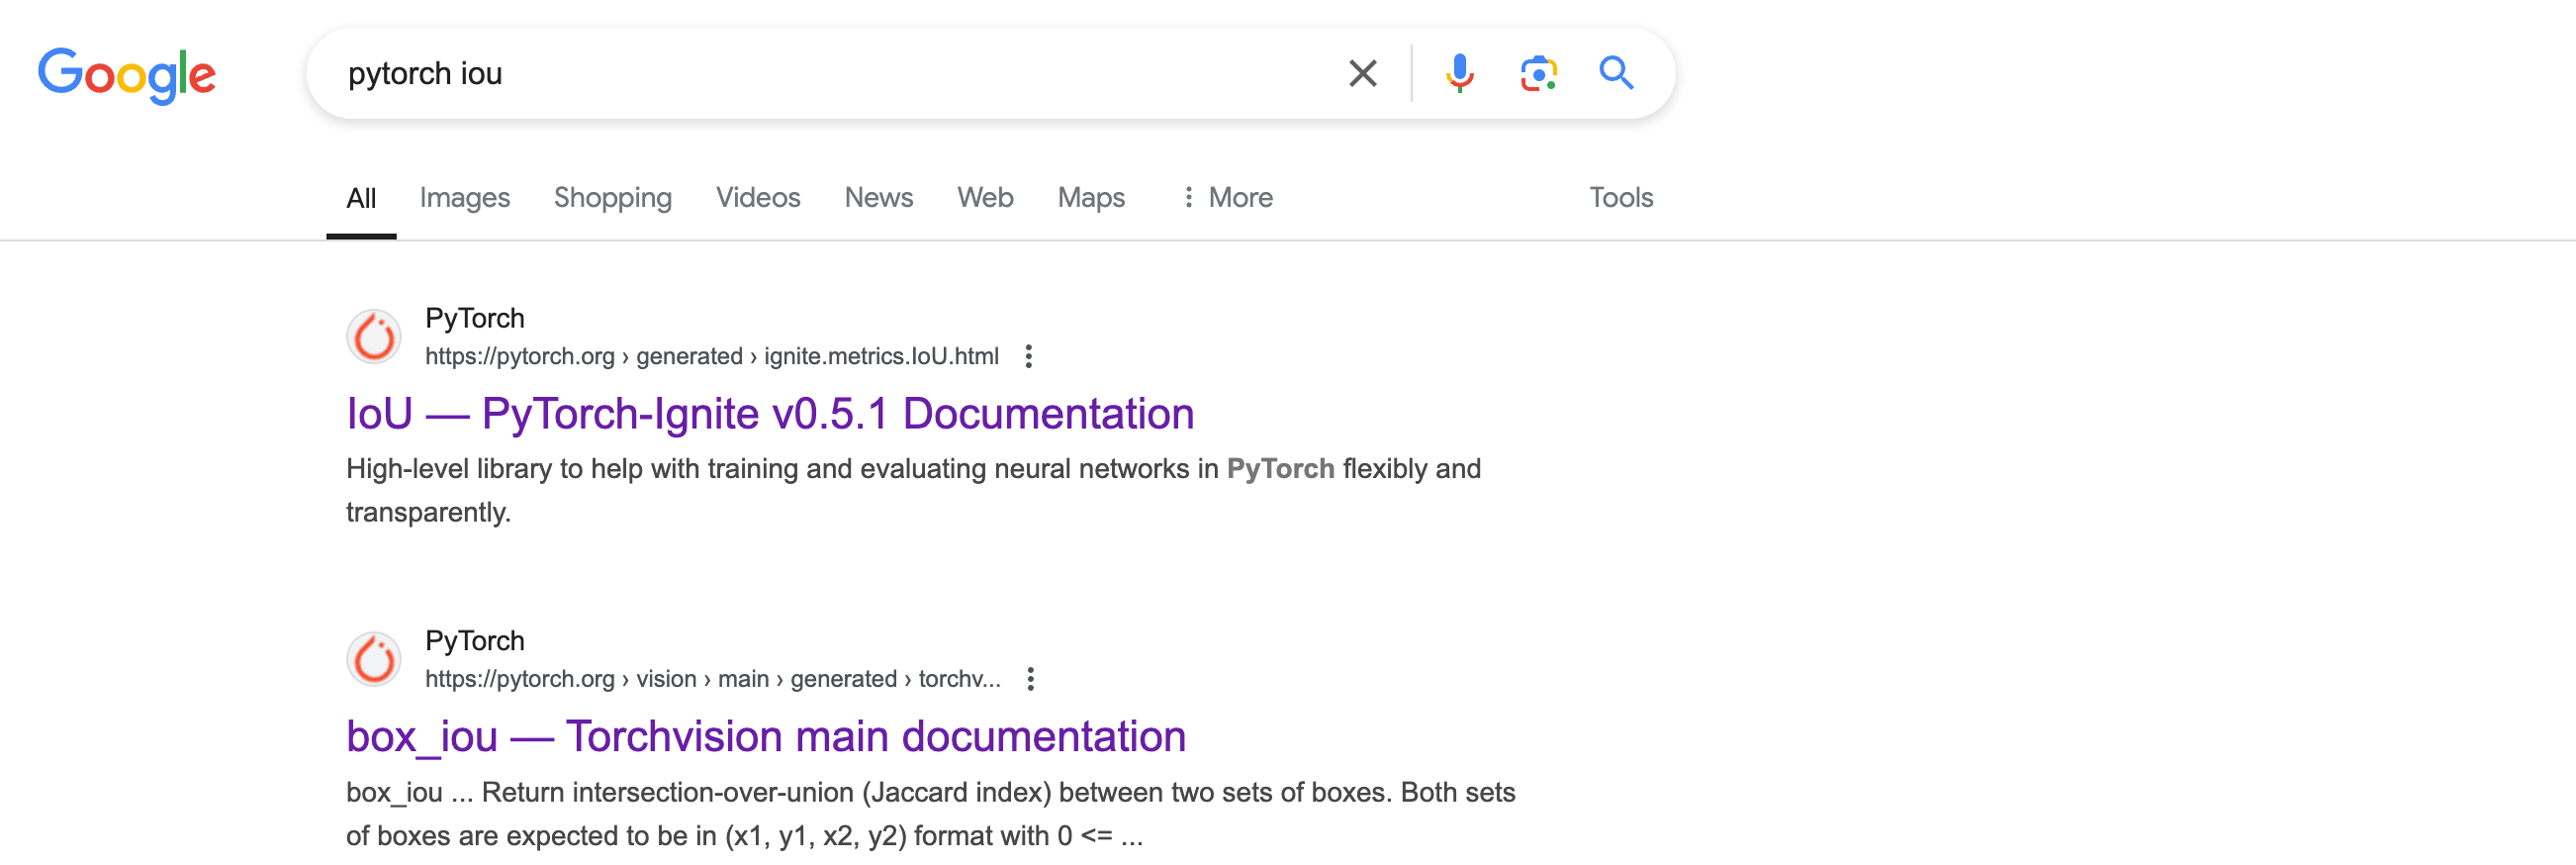 Google
pytorch iou
All Images Shopping Videos News Web Maps More Tools
PyTorch
https://pytorch.org › generated › ignite.metrics.IoU.html
IoU — PyTorch-Ignite v0.5.1 Documentation
High-level library to help with training and evaluating neural networks in PyTorch flexibly and
transparently.
PyTorch
https://pytorch.org › vision › main › generated › torchv...
box_iou — Torchvision main documentation
box_iou ... Return intersection-over-union (Jaccard index) between two sets of boxes. Both sets
of boxes are expected to be in (x1, y1, x2, y2) format with 0 <= ...